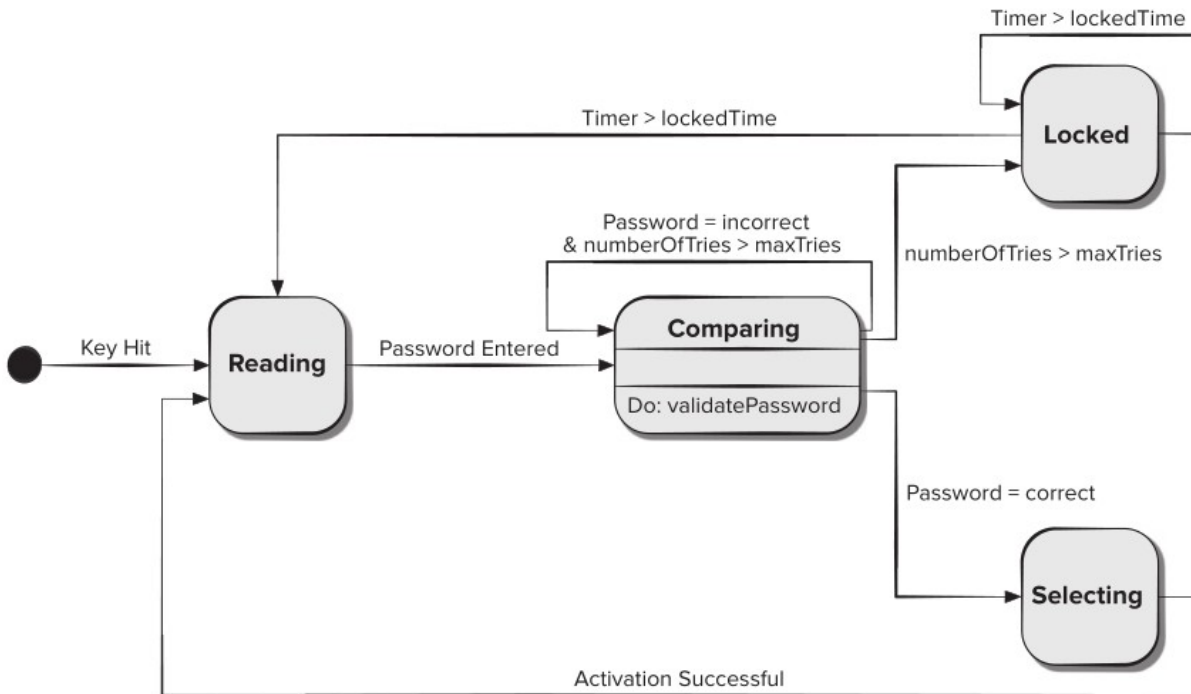 Timer > lockedTime
Timer > lockedTime
Locked
Password = incorrect
& numberOfTries > maxTries
numberOfTries > maxTries
Comparing
Key Hit
Reading
Password Entered
Do: validatePassword
Password = correct
Selecting
Activation Successful